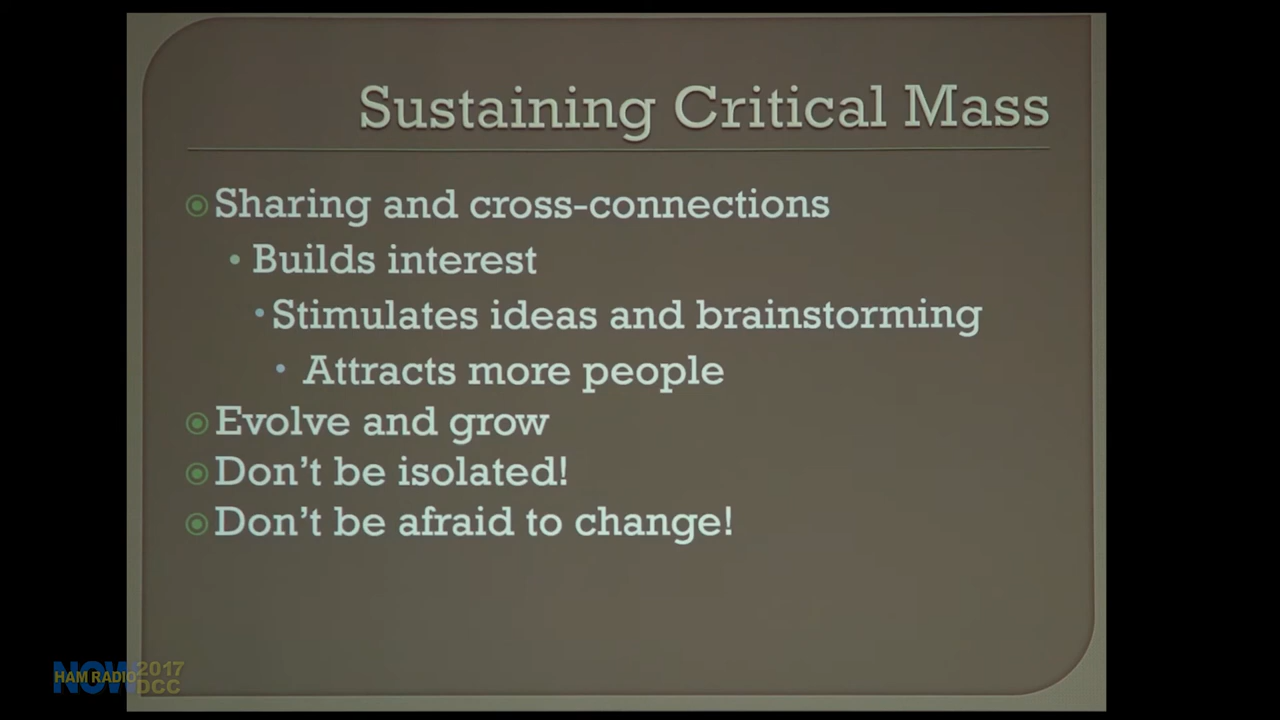 Sustaining Critical Mass
Sharing and cross-connections
Builds interest
Stimulates ideas and brainstorming
Attracts more people
Evolve and grow
Don't be isolated!
Don't be afraid to change!
NOW
HAM RADIO
2017
DCC